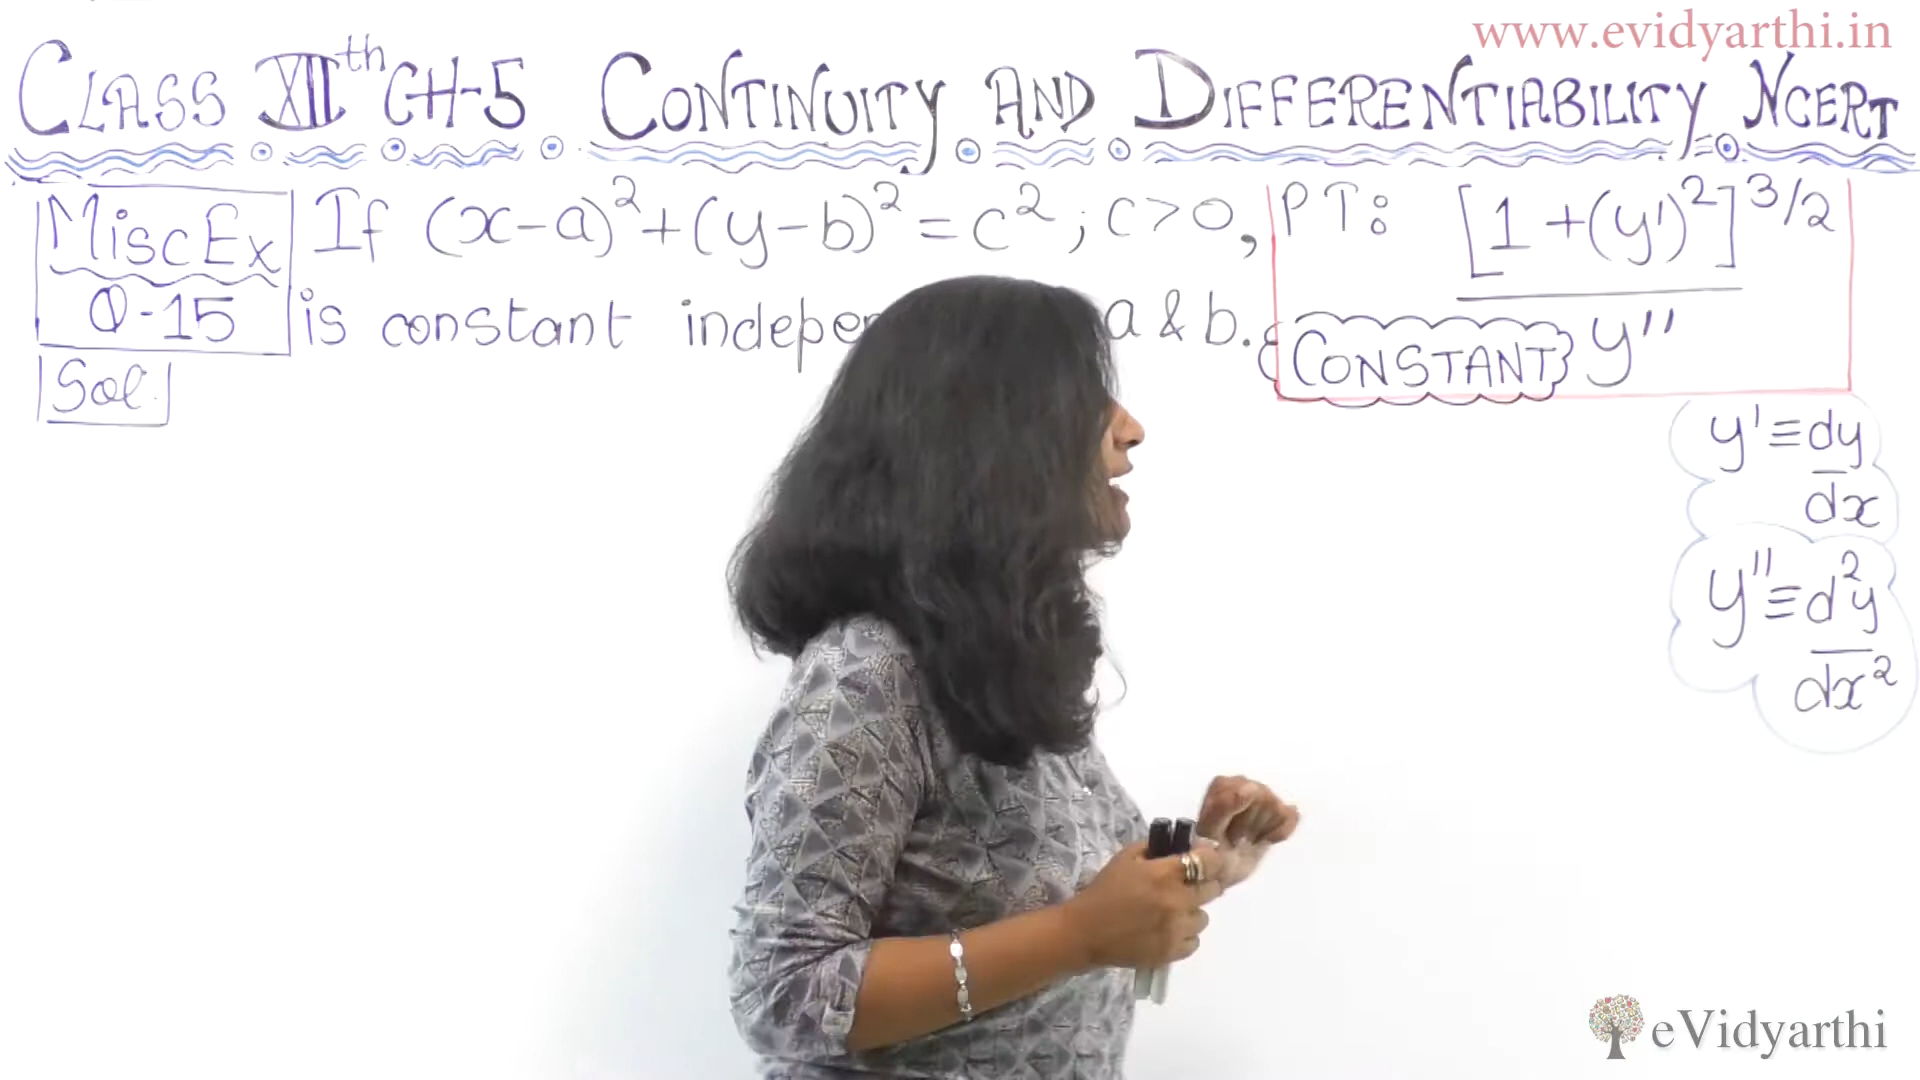 www.evidyarthi.in
CLASS XIIth CH-5 CONTINUITY AND DIFFERENTIABILITY NCERT
Misc Ex
Q-15
If (x-a)²+(y-b)² = c²; c>0, PT: [1+(y')²]^3/2
is constant a & b. {CONSTANT} y''
Sol.
y' ≡ dy
dx
y'' ≡ d²y
dx²
eVidyarthi